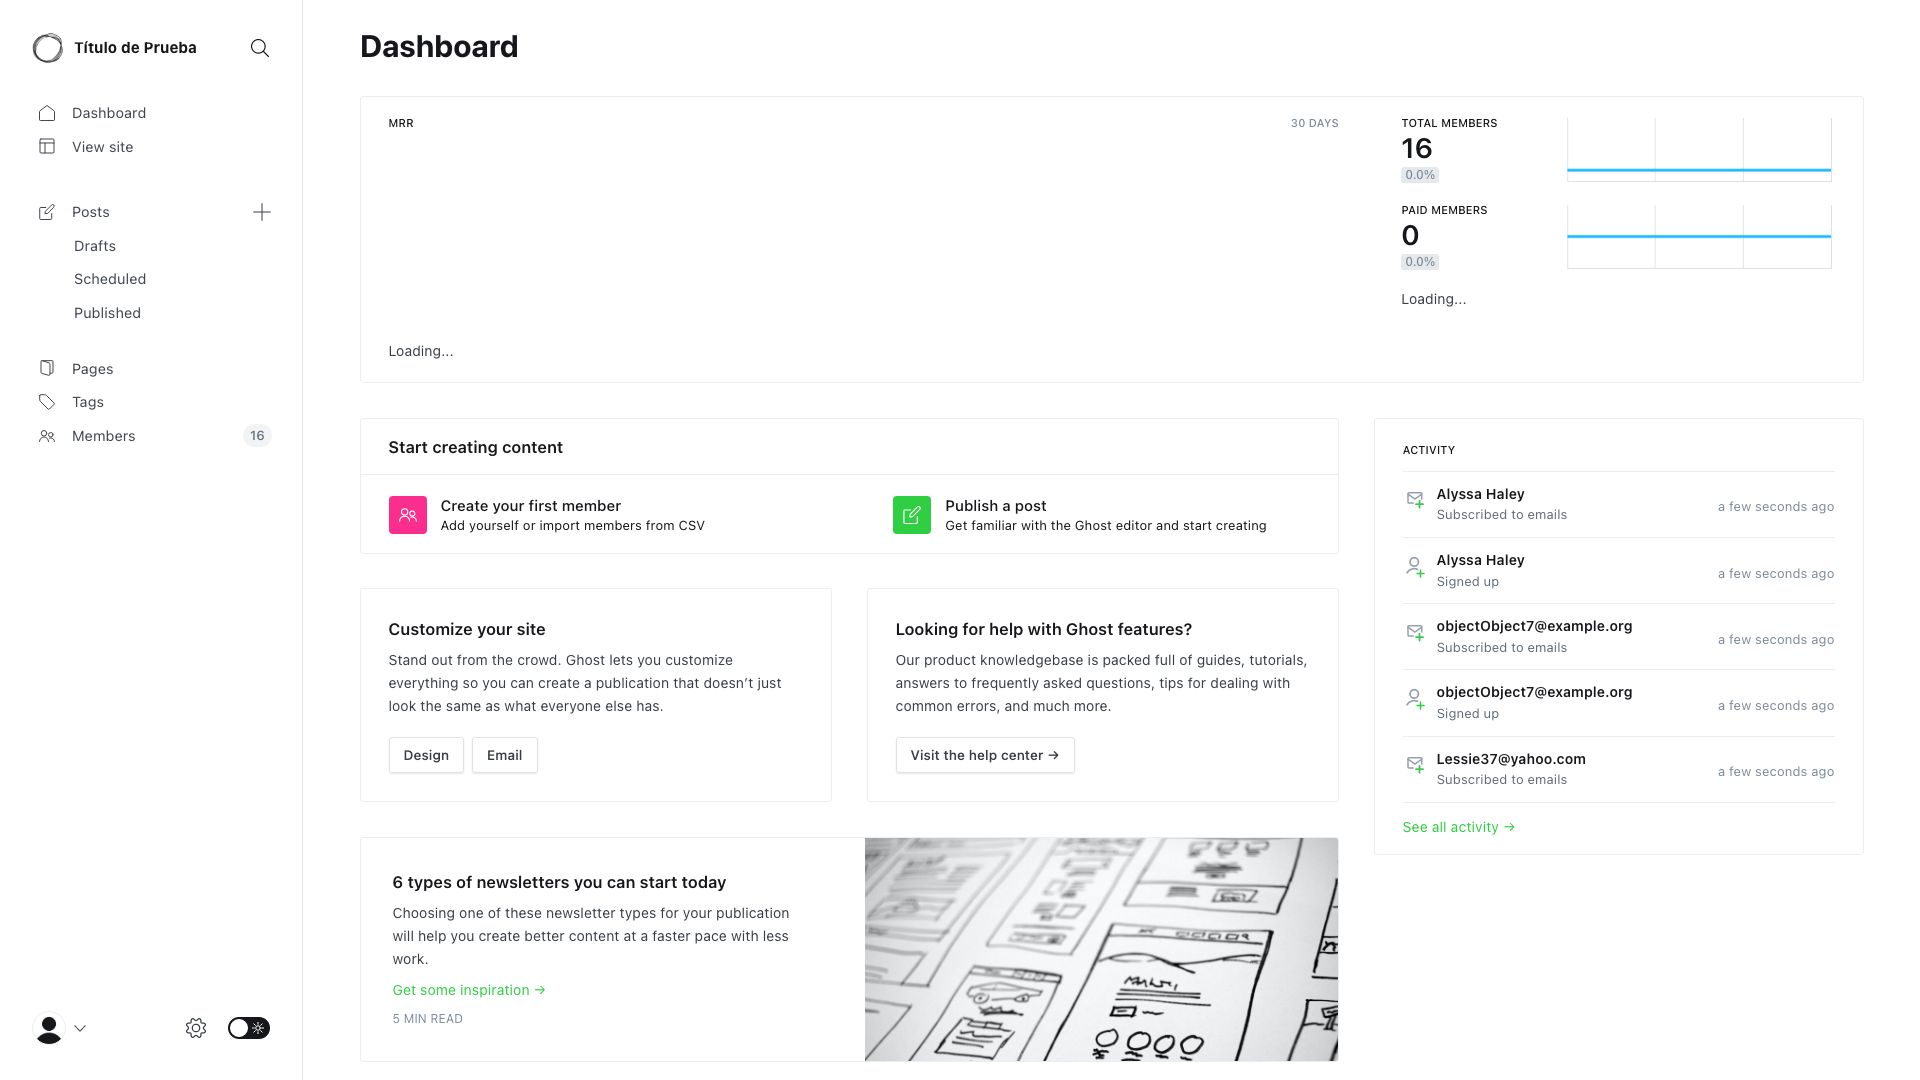 Título de Prueba
Dashboard
View site
Posts
Drafts
Scheduled
Published
Pages
Tags
Members 16
Dashboard
MRR 30 DAYS
Loading...
TOTAL MEMBERS
16
0.0%
PAID MEMBERS
0
0.0%
Loading...
Start creating content
Create your first member
Add yourself or import members from CSV
Publish a post
Get familiar with the Ghost editor and start creating
Customize your site
Stand out from the crowd. Ghost lets you customize
everything so you can create a publication that doesn’t just
look the same as what everyone else has.
Design Email
Looking for help with Ghost features?
Our product knowledgebase is packed full of guides, tutorials,
answers to frequently asked questions, tips for dealing with
common errors, and much more.
Visit the help center →
6 types of newsletters you can start today
Choosing one of these newsletter types for your publication
will help you create better content at a faster pace with less
work.
Get some inspiration →
5 MIN READ
ACTIVITY
Alyssa Haley
Subscribed to emails
a few seconds ago
Alyssa Haley
Signed up
a few seconds ago
objectObject7@example.org
Subscribed to emails
a few seconds ago
objectObject7@example.org
Signed up
a few seconds ago
Lessie37@yahoo.com
Subscribed to emails
a few seconds ago
See all activity →